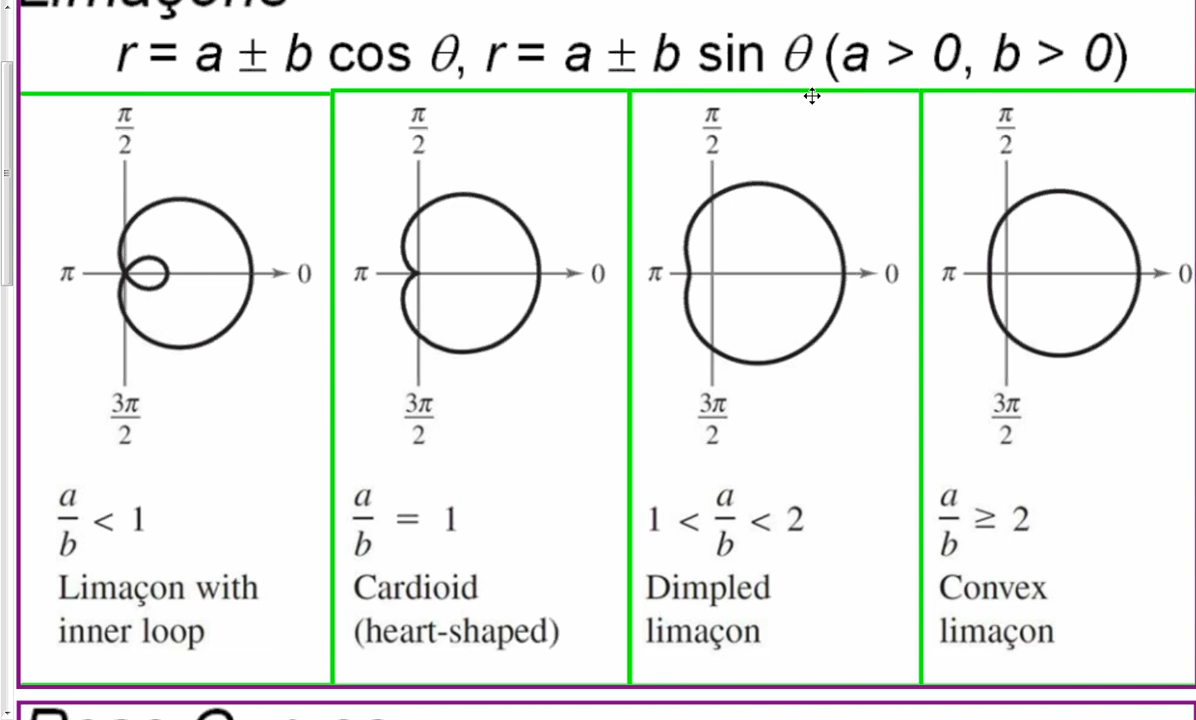 Limaçons
r = a ± b cos θ, r = a ± b sin θ (a > 0, b > 0)
π/2
π
0
3π/2
a/b < 1
Limaçon with
inner loop
π/2
π
0
3π/2
a/b = 1
Cardioid
(heart-shaped)
π/2
π
0
3π/2
1 < a/b < 2
Dimpled
limaçon
π/2
π
0
3π/2
a/b ≥ 2
Convex
limaçon